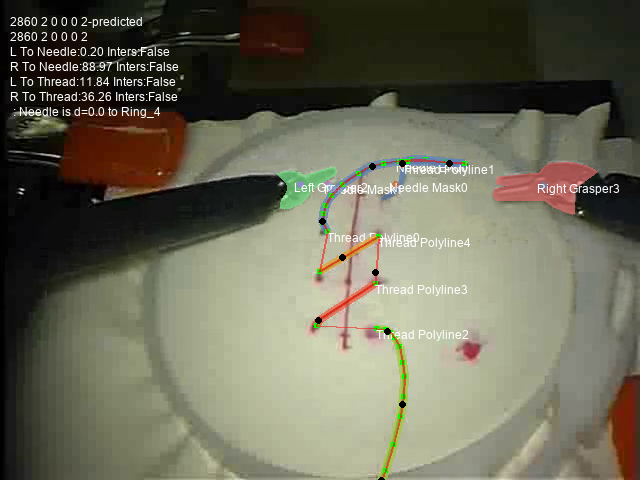 2860 2 0 0 0 2-predicted
2860 2 0 0 0 2
L To Needle:0.20 Inters:False
R To Needle:88.97 Inters:False
L To Thread:11.84 Inters:False
R To Thread:36.26 Inters:False
: Needle is d=0.0 to Ring_4
Thread Polyline1
Left Gr
Needle Mask0
Right Grasper3
Thread Polyline0
Thread Polyline4
Thread Polyline3
Thread Polyline2